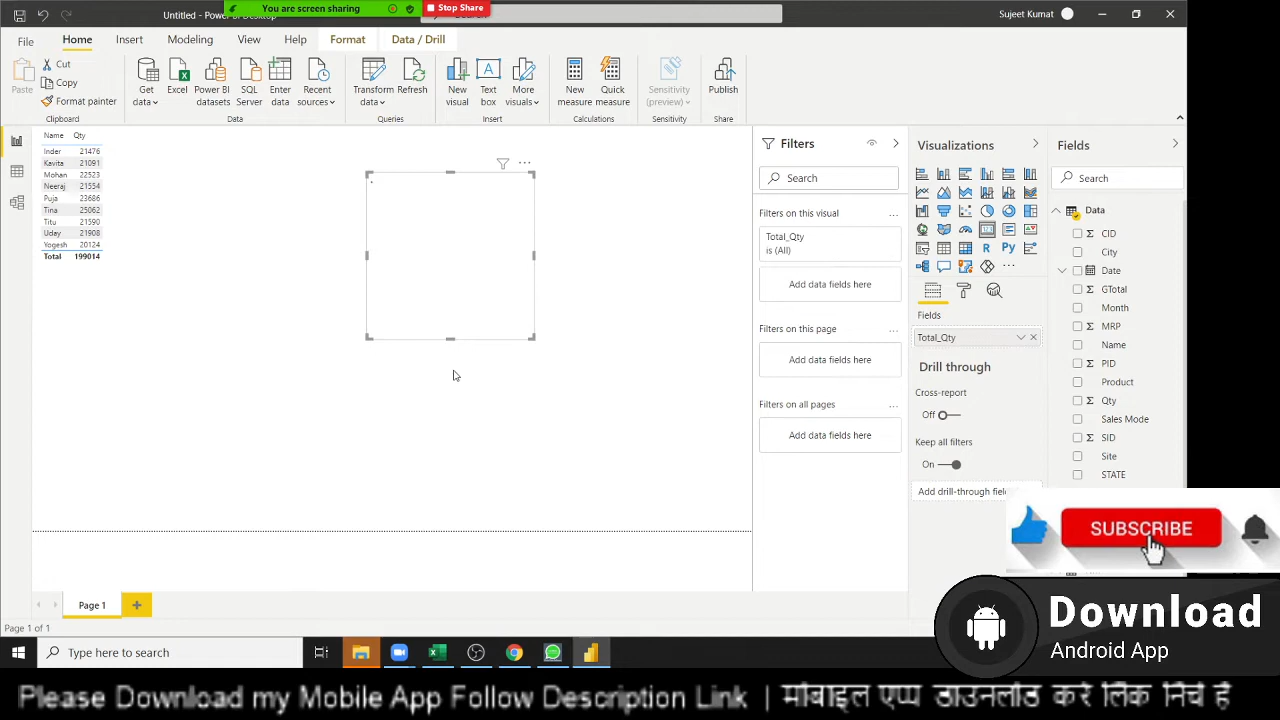 Untitled - Power BI Desktop
You are screen sharing
Stop Share
Sujeet Kumat
File
Home
Insert
Modeling
View
Help
Format
Data / Drill
Paste
Cut
Copy
Format painter
Clipboard
Get data
Excel
Power BI datasets
SQL Server
Enter data
Recent sources
Data
Transform data
Refresh
Queries
New visual
Text box
More visuals
Insert
New measure
Quick measure
Calculations
Sensitivity (preview)
Sensitivity
Publish
Share
Name Qty
Inder 21476
Kavita 21091
Mohan 22523
Neeraj 21554
Puja 23686
Tina 25062
Titu 21590
Uday 21908
Yogesh 20124
Total 199014
Filters
Search
Filters on this visual
Total_Qty
is (All)
Add data fields here
Filters on this page
Add data fields here
Filters on all pages
Add data fields here
Visualizations
R Py
Fields
Total_Qty
Drill through
Cross-report
Off
Keep all filters
On
Add drill-through fiel
Fields
Search
Data
CID
City
Date
GTotal
Month
MRP
Name
PID
Product
Qty
Sales Mode
SID
Site
STATE
SUBSCRIBE
Download
Android App
Page 1
Page 1 of 1
Type here to search
Please Download my Mobile App Follow Description Link | मोबाइल एप्प डाउनलोड करे लिंक निचे है